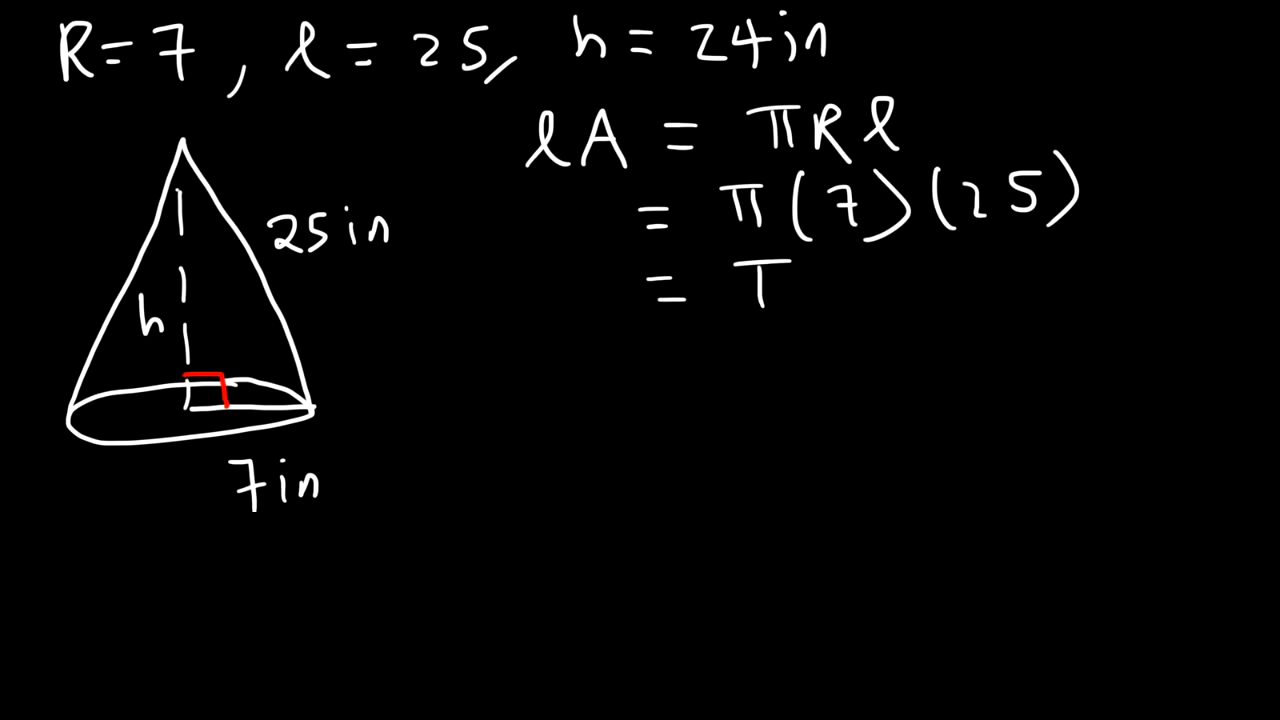 R = 7, l = 25, h = 24in
lA = πRl
= π(7)(25)
= T
25in
h
7in